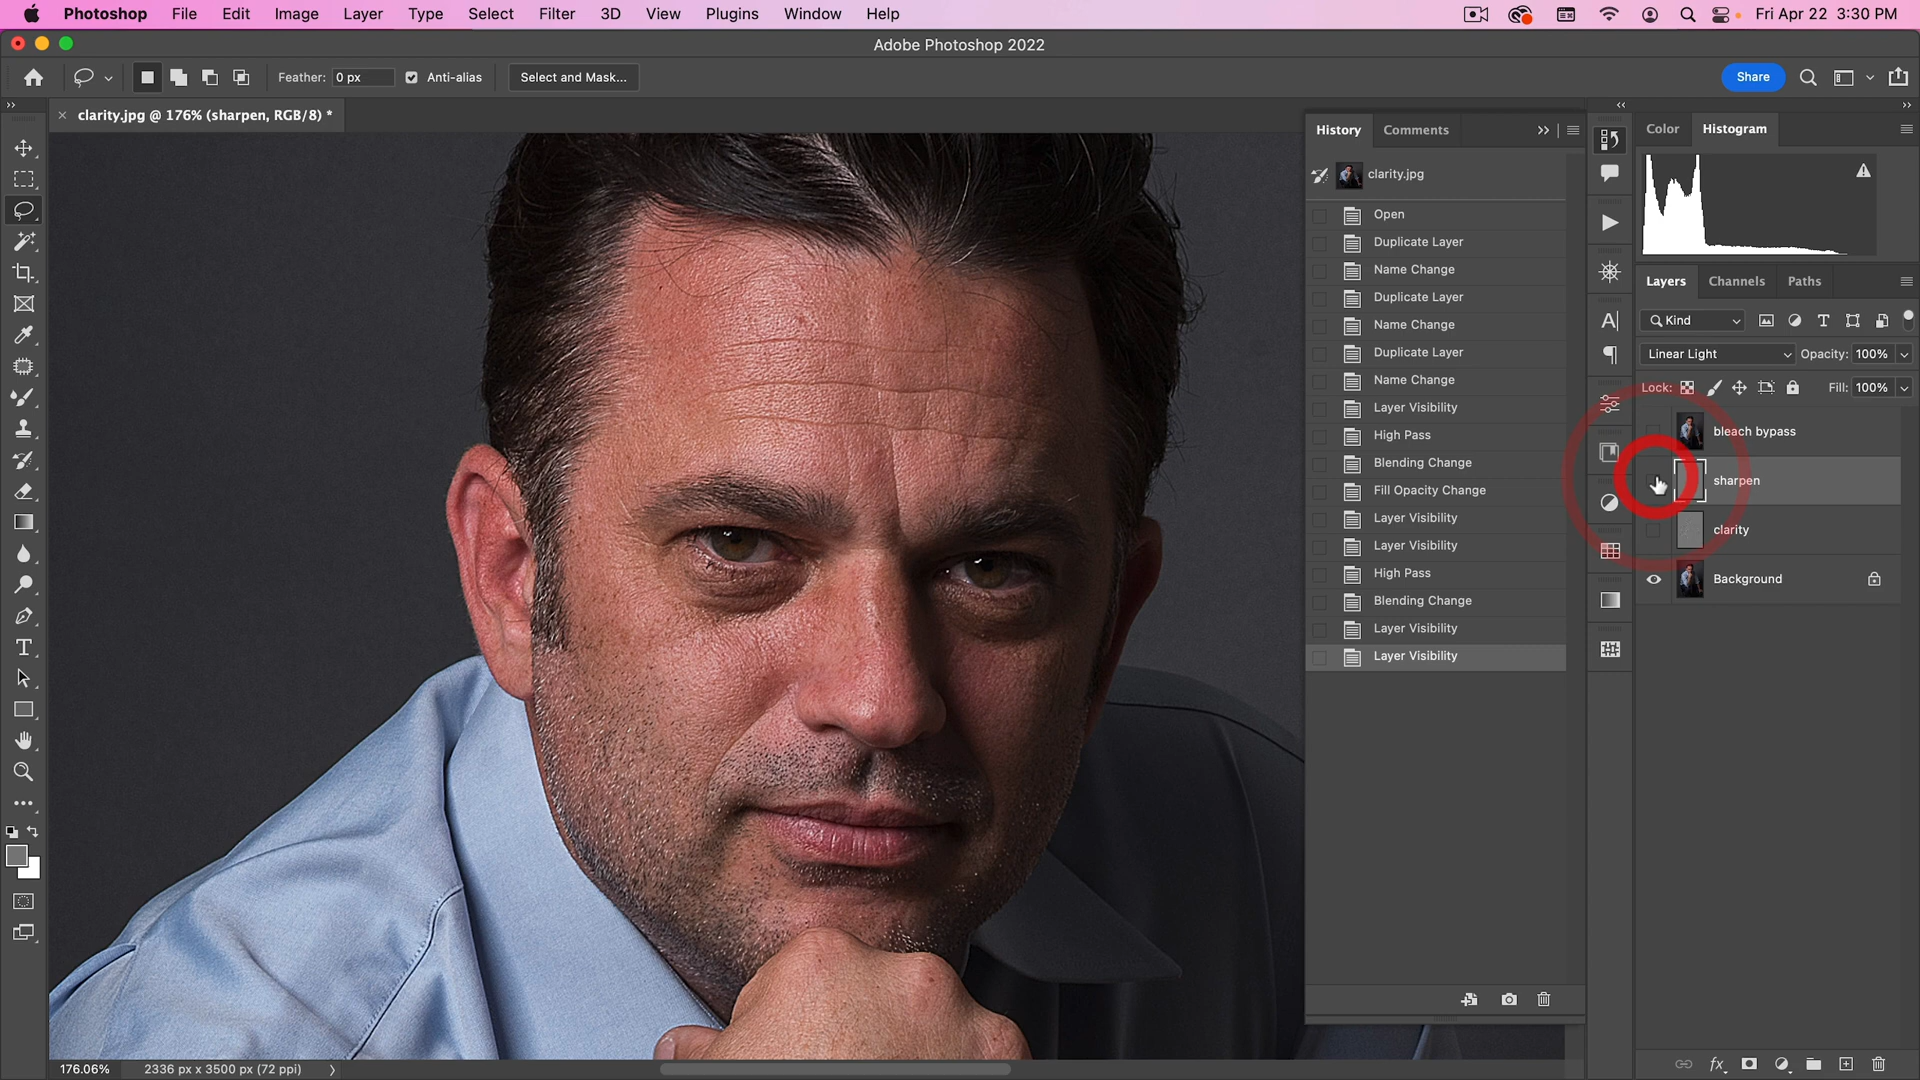 Photoshop File Edit Image Layer Type Select Filter 3D View Plugins Window Help Fri Apr 22 3:30 PM
Adobe Photoshop 2022
Feather: 0 px Anti-alias Select and Mask... Share
clarity.jpg @ 176% (sharpen, RGB/8) *
History Comments
clarity.jpg
Open
Duplicate Layer
Name Change
Duplicate Layer
Name Change
Duplicate Layer
Name Change
Layer Visibility
High Pass
Blending Change
Fill Opacity Change
Layer Visibility
Layer Visibility
High Pass
Blending Change
Layer Visibility
Layer Visibility
Color Histogram
Layers Channels Paths
Kind
Linear Light Opacity: 100%
Lock: Fill: 100%
bleach bypass
sharpen
clarity
Background
176.06% 2336 px x 3500 px (72 ppi)